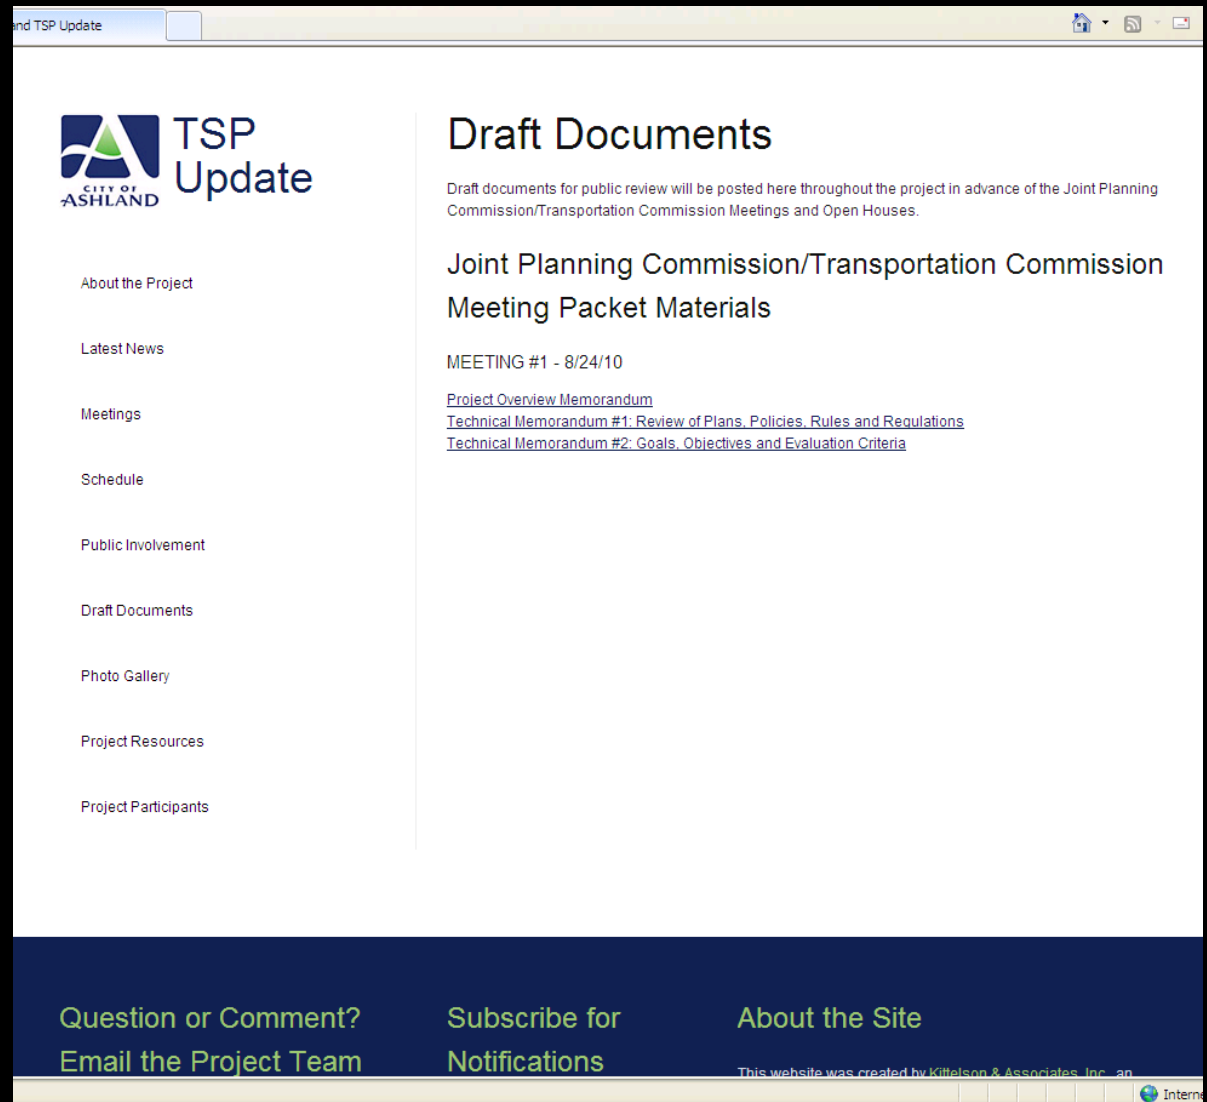 and TSP Update
TSP
Update
CITY OF
ASHLAND
About the Project
Latest News
Meetings
Schedule
Public Involvement
Draft Documents
Photo Gallery
Project Resources
Project Participants
Draft Documents
Draft documents for public review will be posted here throughout the project in advance of the Joint Planning
Commission/Transportation Commission Meetings and Open Houses.
Joint Planning Commission/Transportation Commission
Meeting Packet Materials
MEETING #1 - 8/24/10
Project Overview Memorandum
Technical Memorandum #1: Review of Plans, Policies, Rules and Regulations
Technical Memorandum #2: Goals, Objectives and Evaluation Criteria
Question or Comment?
Email the Project Team
Subscribe for
Notifications
About the Site
This website was created by Kittelson & Associates, Inc., an
Interne